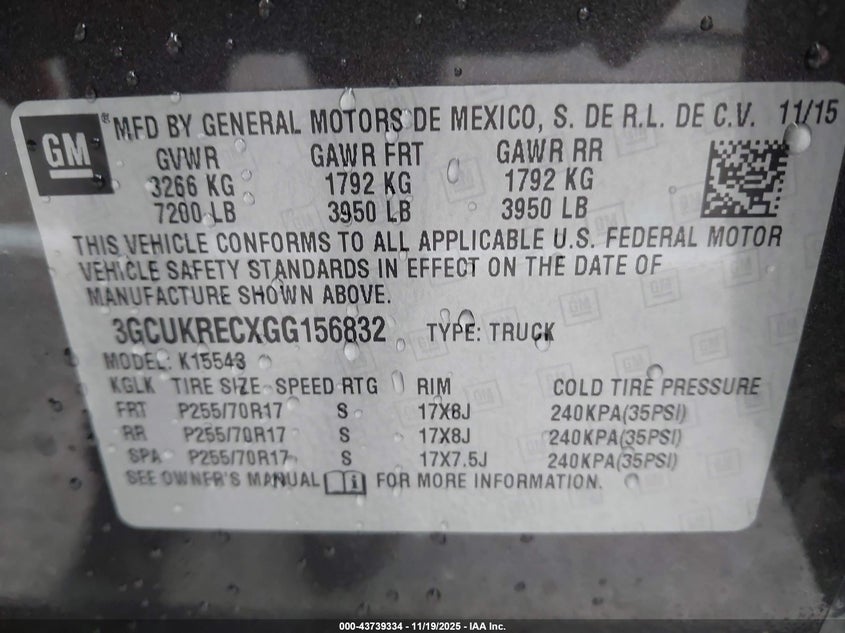 GM ® MFD BY GENERAL MOTORS DE MEXICO, S. DE R.L. DE C.V. 11/15
GVWR GAWR FRT GAWR RR
3266 KG 1792 KG 1792 KG
7200 LB 3950 LB 3950 LB
THIS VEHICLE CONFORMS TO ALL APPLICABLE U.S. FEDERAL MOTOR
VEHICLE SAFETY STANDARDS IN EFFECT ON THE DATE OF
MANUFACTURE SHOWN ABOVE.
3GCUKRECXGG156832 TYPE: TRUCK
MODEL: K15543
KGLK TIRE SIZE SPEED RTG RIM COLD TIRE PRESSURE
FRT P255/70R17 S 17X8J 240KPA(35PSI)
RR P255/70R17 S 17X8J 240KPA(35PSI)
SPA P255/70R17 S 17X7.5J 240KPA(35PSI)
SEE OWNER'S MANUAL i FOR MORE INFORMATION.
000-43739334 - 11/19/2025 - IAA Inc.